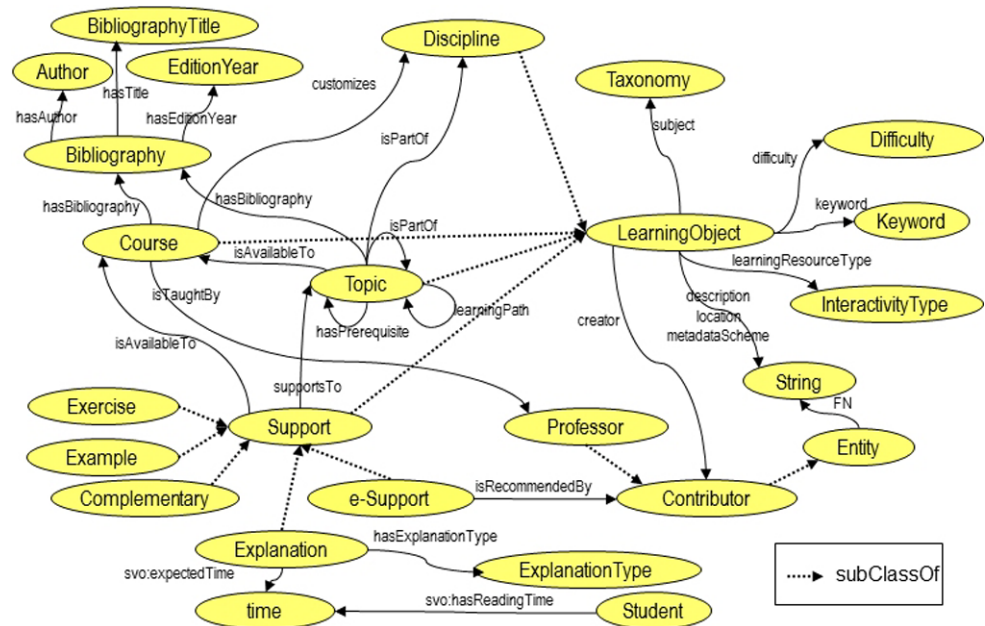 BibliographyTitle
Discipline
Author
EditionYear
Taxonomy
customizes
hasTitle
hasAuthor
hasEditionYear
subject
isPartOf
Difficulty
difficulty
Bibliography
hasBibliography
hasBibliography
keyword
Keyword
isPartOf
Course
LearningObject
isAvailableTo
learningResourceType
Topic
isTaughtBy
description
location
metadataScheme
InteractivityType
learningPath
hasPrerequisite
creator
isAvailableTo
supportsTo
String
FN
Exercise
Support
Professor
Entity
Example
Complementary
e-Support
isRecommendedBy
Contributor
hasExplanationType
Explanation
svo:expectedTime
ExplanationType
subClassOf
svo:hasReadingTime
time
Student